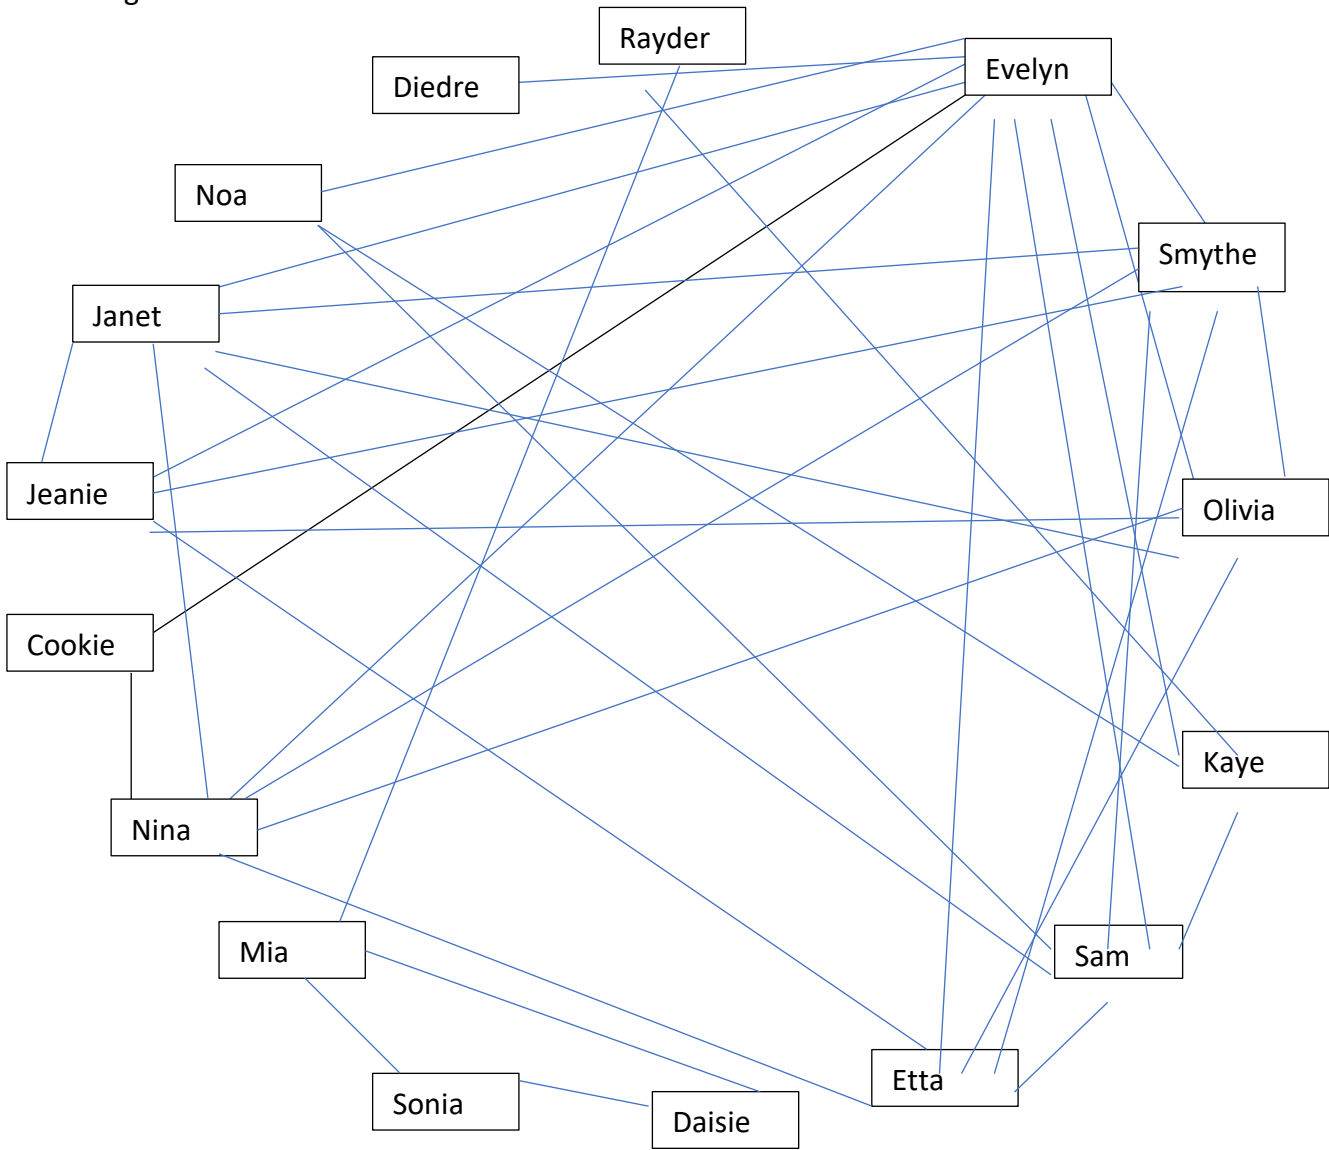 Rayder
Evelyn
Diedre
Noa
Smythe
Janet
Jeanie
Olivia
Cookie
Kaye
Nina
Mia
Sam
Etta
Sonia
Daisie